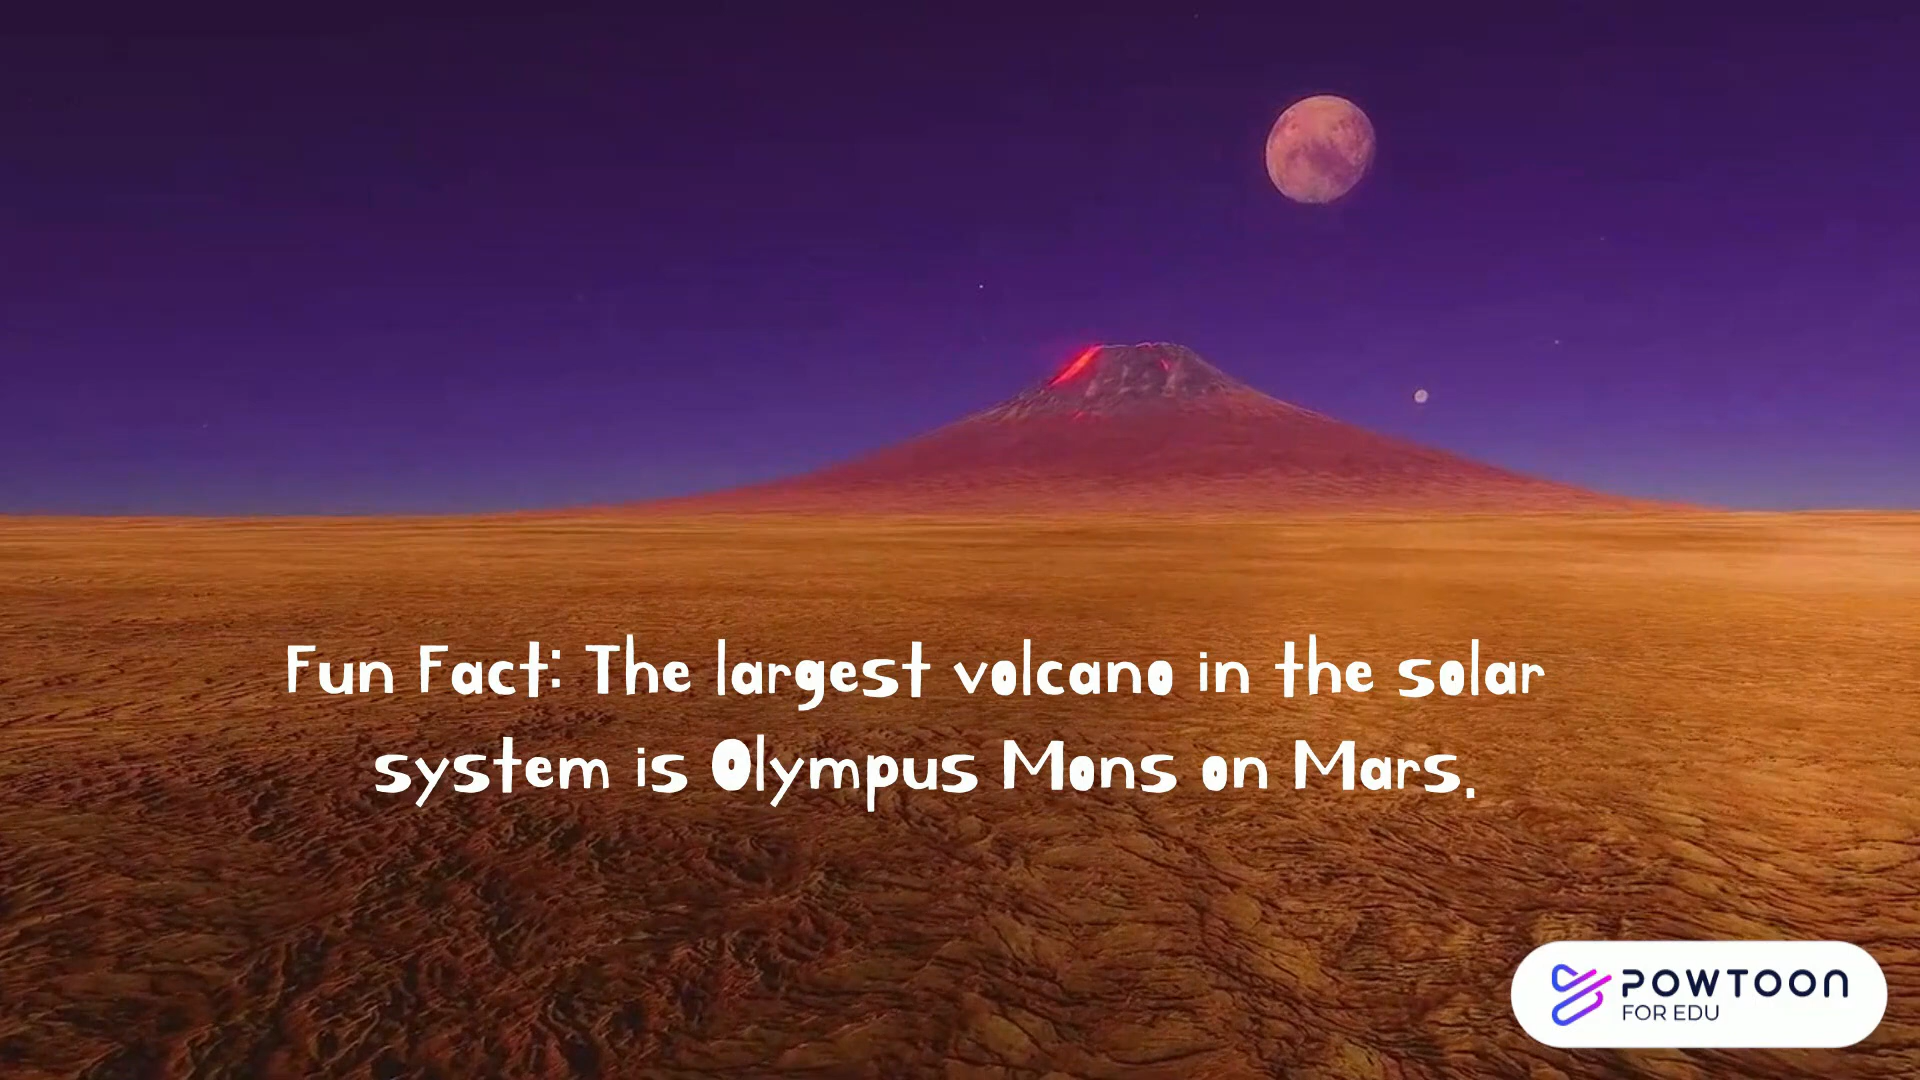 Fun Fact: The largest volcano in the solar
system is Olympus Mons on Mars.
POWTOON
FOR EDU